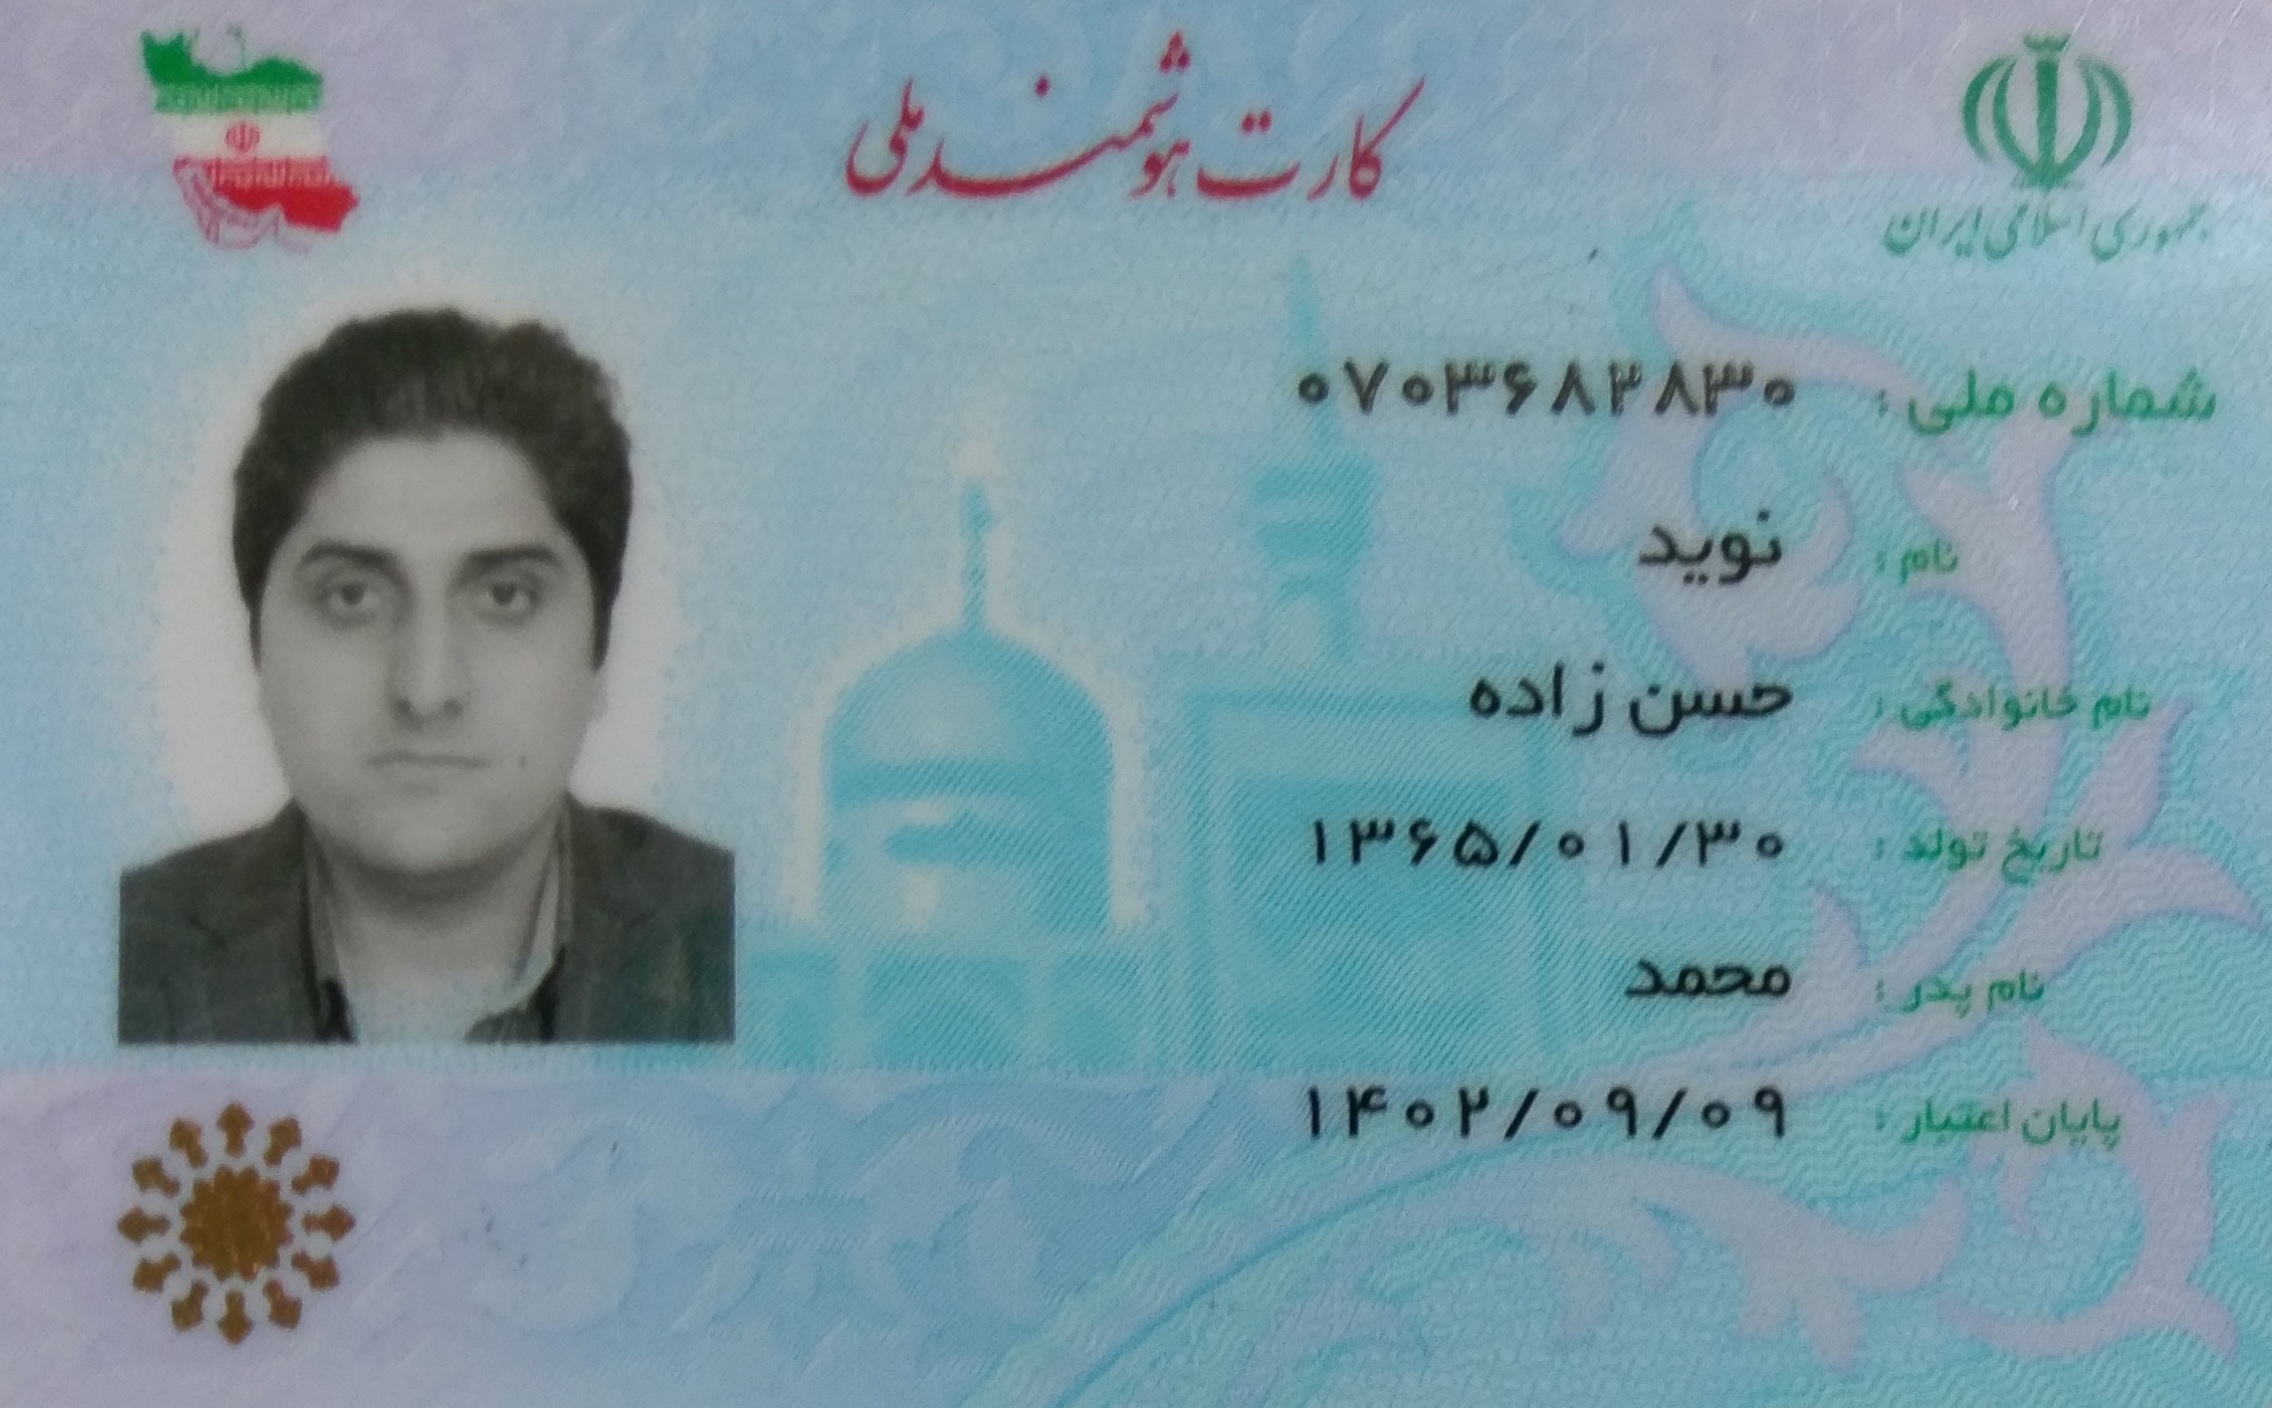 کارت هوشمند ملی
جمهوری اسلامی ایران
شماره ملی : ۰۷۰۳۶۸۲۸۳۰
نام : نوید
نام خانوادگی : حسن زاده
تاریخ تولد : ۱۳۶۵/۰۱/۳۰
نام پدر : محمد
پایان اعتبار : ۱۴۰۲/۰۹/۰۹